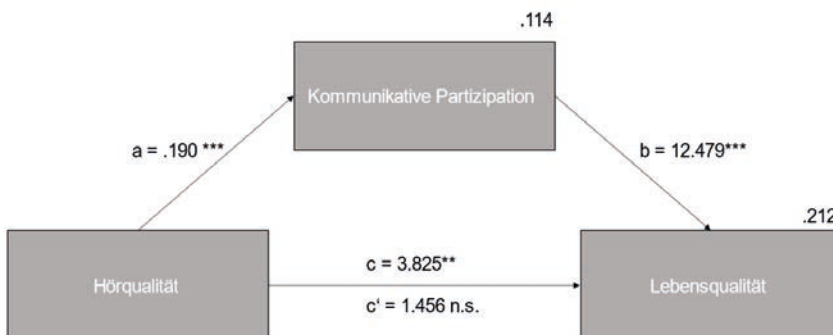 .114
Kommunikative Partizipation
a = .190 ***
b = 12.479***
.212
Hörqualität
c = 3.825**
c‘ = 1.456 n.s.
Lebensqualität